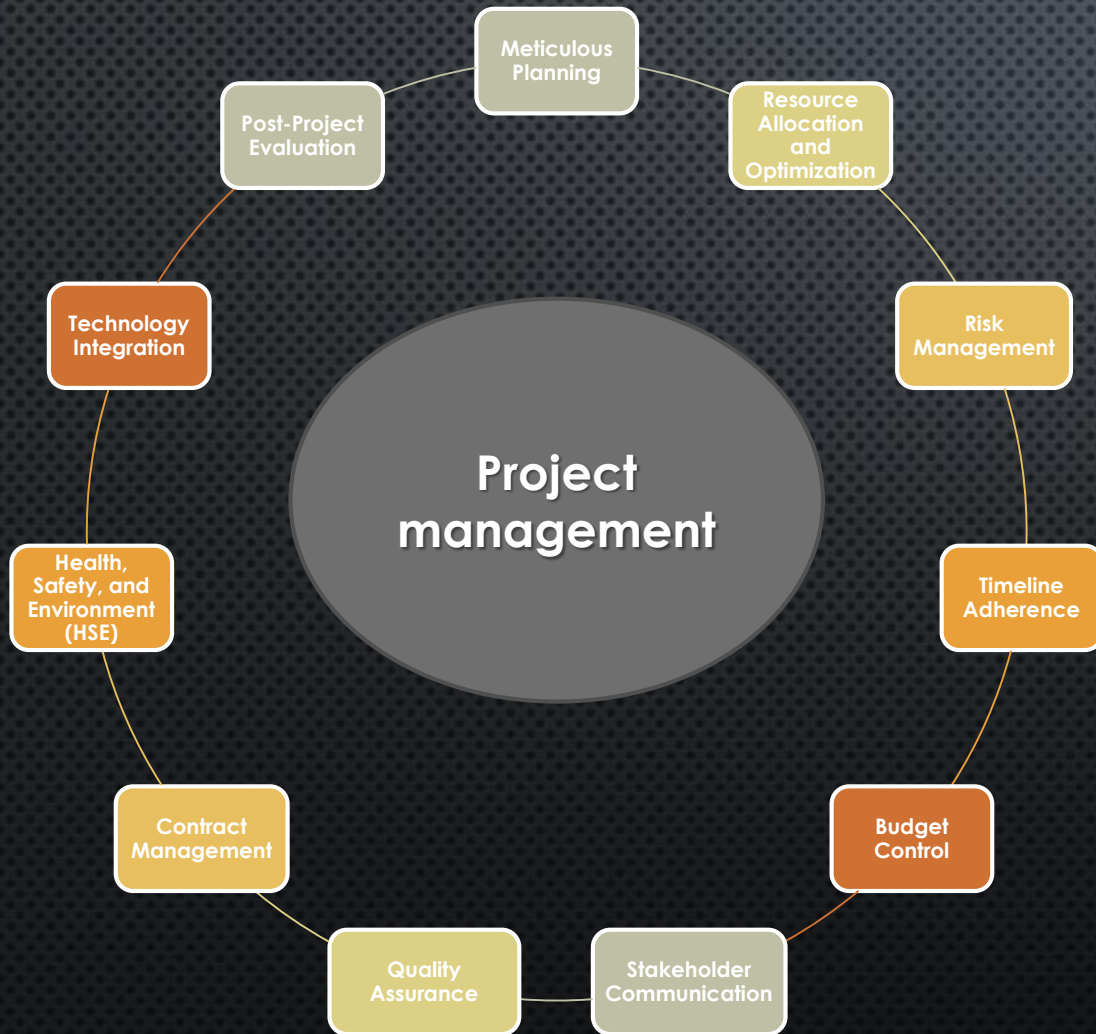 Meticulous
Planning
Resource
Allocation
and
Optimization
Risk
Management
Timeline
Adherence
Budget
Control
Stakeholder
Communication
Quality
Assurance
Contract
Management
Health,
Safety, and
Environment
(HSE)
Technology
Integration
Post-Project
Evaluation
Project
management